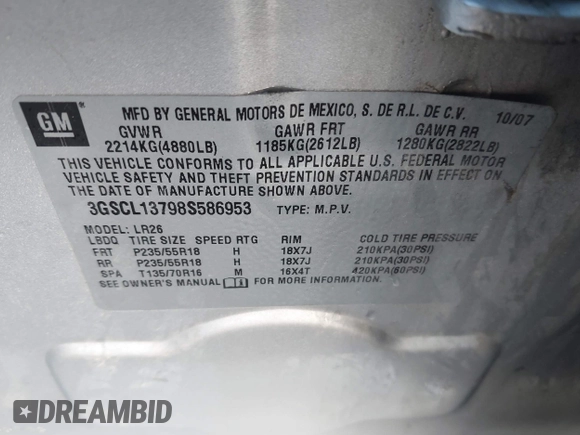 GM ®
MFD BY GENERAL MOTORS DE MEXICO, S. DE R.L. DE C.V. 10/07
GVWR GAWR FRT GAWR RR
2214KG(4880LB) 1185KG(2612LB) 1280KG(2822LB)
THIS VEHICLE CONFORMS TO ALL APPLICABLE U.S. FEDERAL MOTOR
VEHICLE SAFETY AND THEFT PREVENTION STANDARDS IN EFFECT ON
THE DATE OF MANUFACTURE SHOWN ABOVE.
3GSCL13798S586953 TYPE: M.P.V.
MODEL: LR26
LBDQ TIRE SIZE SPEED RTG RIM COLD TIRE PRESSURE
FRT P235/55R18 H 18X7J 210KPA(30PSI)
RR P235/55R18 H 18X7J 210KPA(30PSI)
SPA T135/70R16 M 16X4T 420KPA(60PSI)
SEE OWNER'S MANUAL FOR MORE INFORMATION
DREAMBID